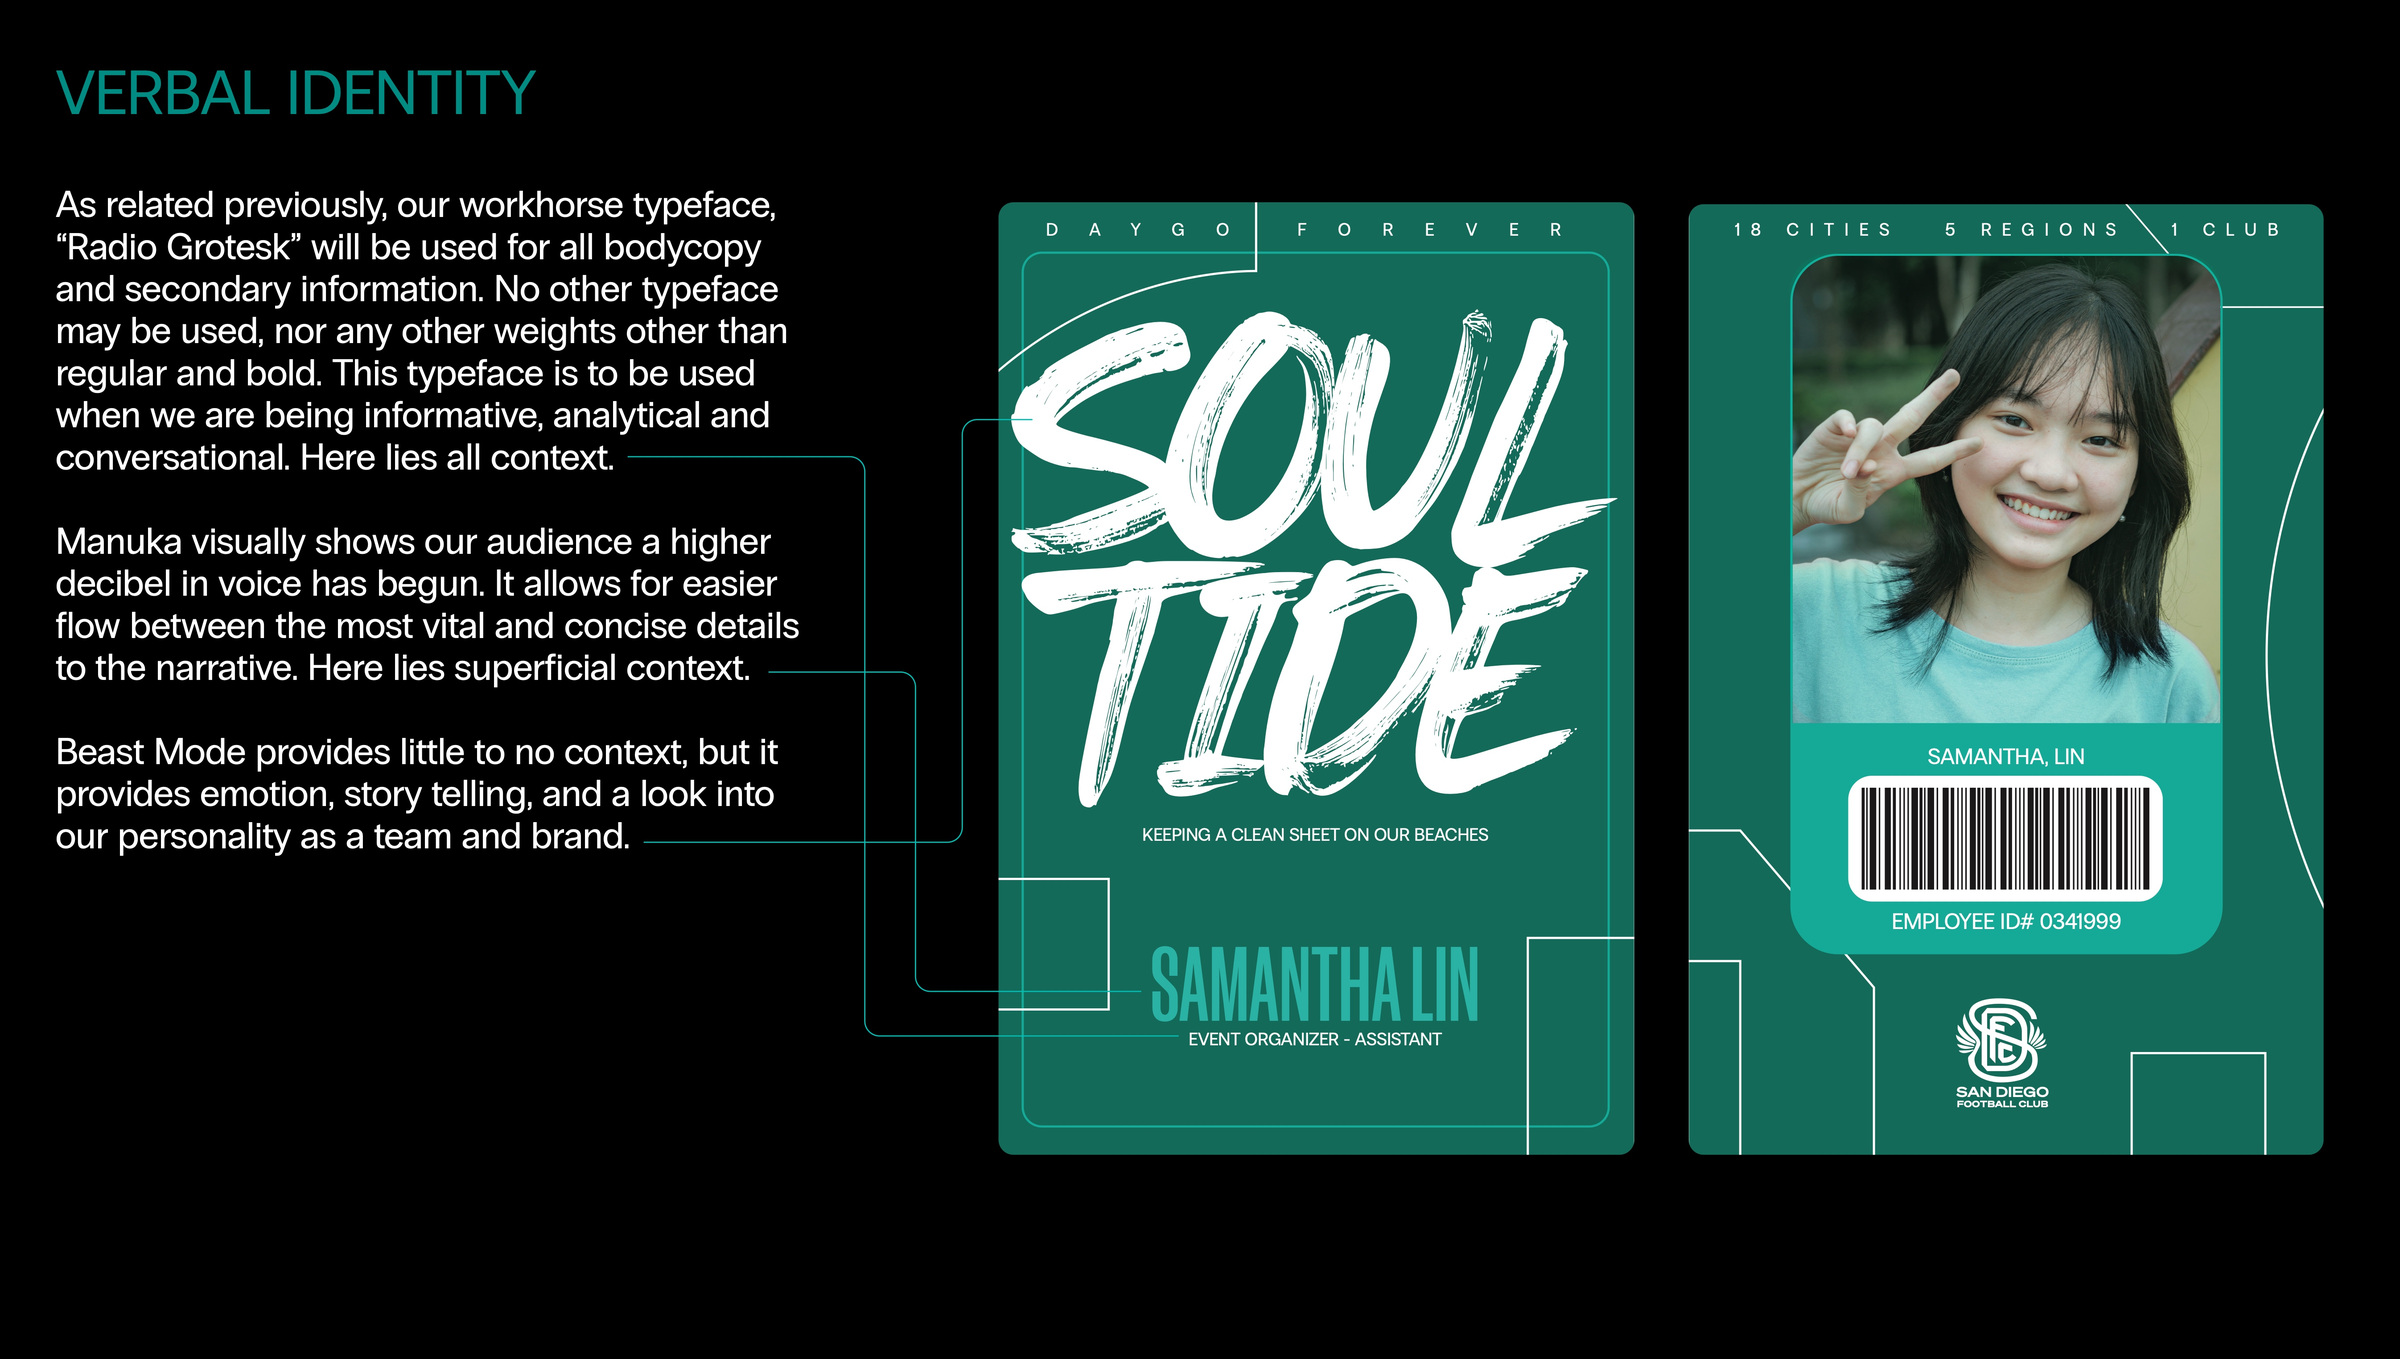 VERBAL IDENTITY
As related previously, our workhorse typeface,
“Radio Grotesk” will be used for all bodycopy
and secondary information. No other typeface
may be used, nor any other weights other than
regular and bold. This typeface is to be used
when we are being informative, analytical and
conversational. Here lies all context.
Manuka visually shows our audience a higher
decibel in voice has begun. It allows for easier
flow between the most vital and concise details
to the narrative. Here lies superficial context.
Beast Mode provides little to no context, but it
provides emotion, story telling, and a look into
our personality as a team and brand.
DAYGO FOREVER
SOUL
TIDE
KEEPING A CLEAN SHEET ON OUR BEACHES
SAMANTHA LIN
EVENT ORGANIZER - ASSISTANT
18 CITIES 5 REGIONS 1 CLUB
SAMANTHA, LIN
EMPLOYEE ID# 0341999
SDFC
SAN DIEGO
FOOTBALL CLUB